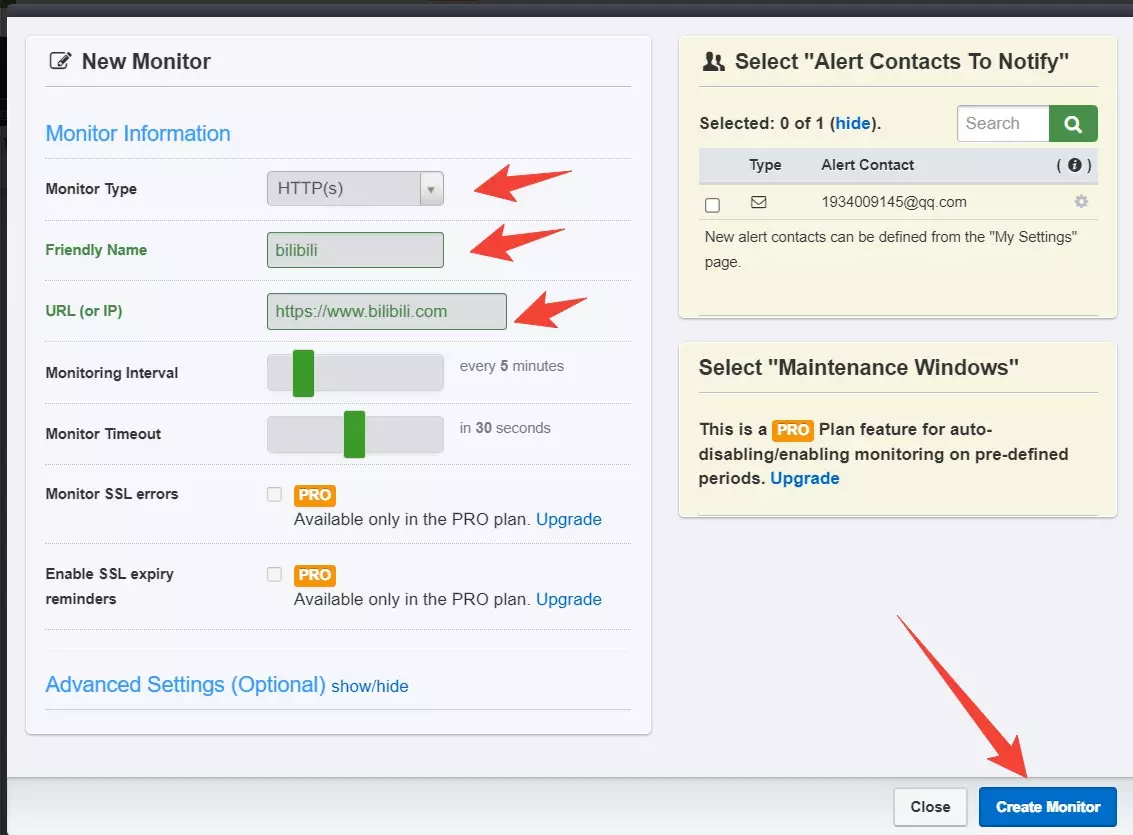 New Monitor
Monitor Information
Monitor Type
HTTP(s)
Friendly Name
bilibili
URL (or IP)
https://www.bilibili.com
Monitoring Interval
every 5 minutes
Monitor Timeout
in 30 seconds
Monitor SSL errors
PRO
Available only in the PRO plan. Upgrade
Enable SSL expiry
reminders
PRO
Available only in the PRO plan. Upgrade
Advanced Settings (Optional) show/hide
Select "Alert Contacts To Notify"
Selected: 0 of 1 (hide).
Search
Type Alert Contact ( i )
1934009145@qq.com
New alert contacts can be defined from the "My Settings"
page.
Select "Maintenance Windows"
This is a PRO Plan feature for auto-
disabling/enabling monitoring on pre-defined
periods. Upgrade
Close
Create Monitor